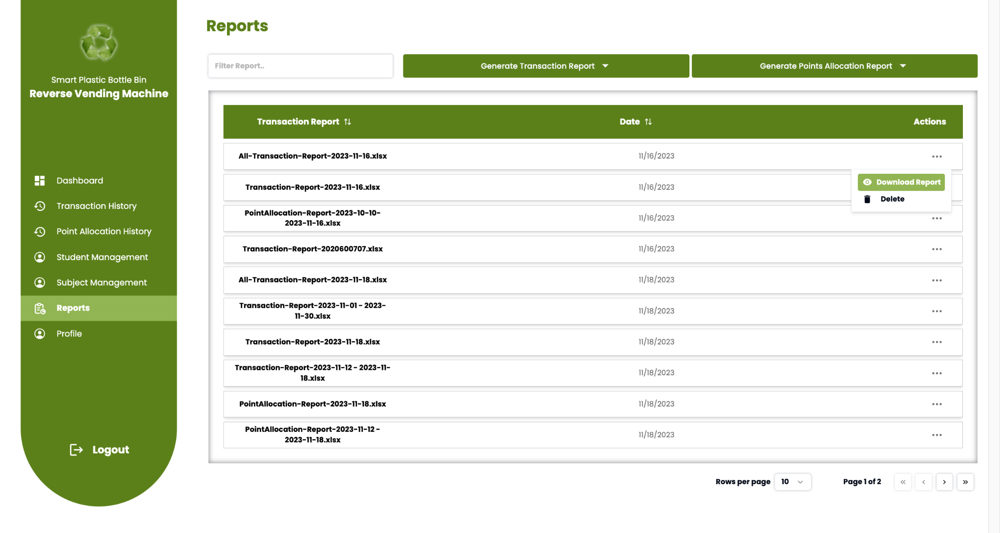 Smart Plastic Bottle Bin
Reverse Vending Machine
Dashboard
Transaction History
Point Allocation History
Student Management
Subject Management
Reports
Profile
Logout
Reports
Filter Report..
Generate Transaction Report
Generate Points Allocation Report
Transaction Report Date Actions
All-Transaction-Report-2023-11-16.xlsx 11/16/2023
Download Report
Delete
Transaction-Report-2023-11-16.xlsx 11/16/2023
PointAllocation-Report-2023-10-10-
2023-11-16.xlsx 11/16/2023
Transaction-Report-2020600707.xlsx 11/16/2023
All-Transaction-Report-2023-11-18.xlsx 11/18/2023
Transaction-Report-2023-11-01 - 2023-
11-30.xlsx 11/18/2023
Transaction-Report-2023-11-18.xlsx 11/18/2023
Transaction-Report-2023-11-12 - 2023-11-
18.xlsx 11/18/2023
PointAllocation-Report-2023-11-18.xlsx 11/18/2023
PointAllocation-Report-2023-11-12 -
2023-11-18.xlsx 11/18/2023
Rows per page 10 Page 1 of 2